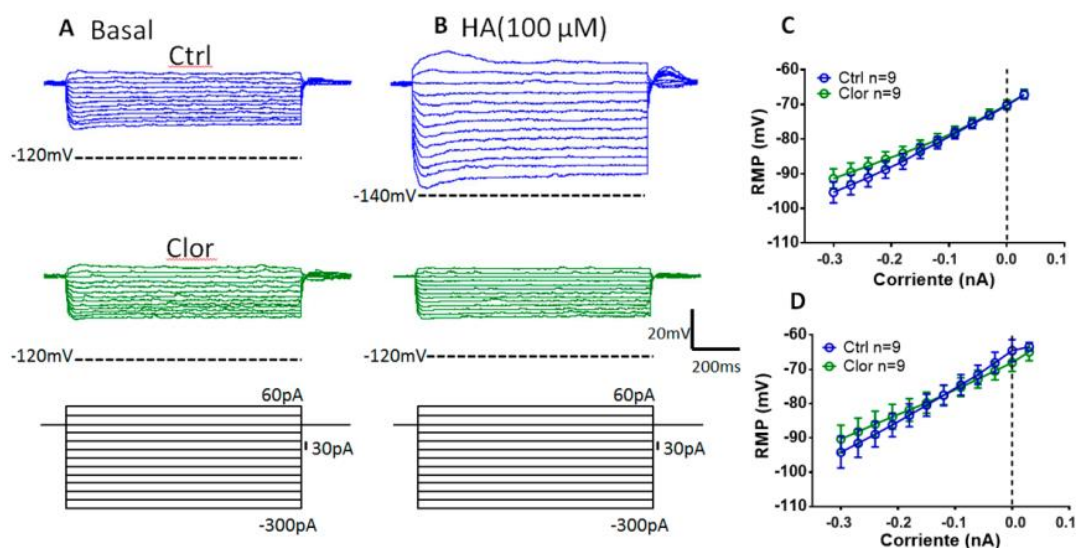 A Basal
Ctrl
-120mV
B HA(100 µM)
-140mV
Clor
-120mV
-120mV
20mV
200ms
60pA
30pA
-300pA
60pA
30pA
-300pA
C
Ctrl n=9
Clor n=9
-60
-70
-80
-90
-100
-110
RMP (mV)
-0.3 -0.2 -0.1 0.0 0.1
Corriente (nA)
D
Ctrl n=9
Clor n=9
-60
-70
-80
-90
-100
-110
RMP (mV)
-0.3 -0.2 -0.1 0.0 0.1
Corriente (nA)